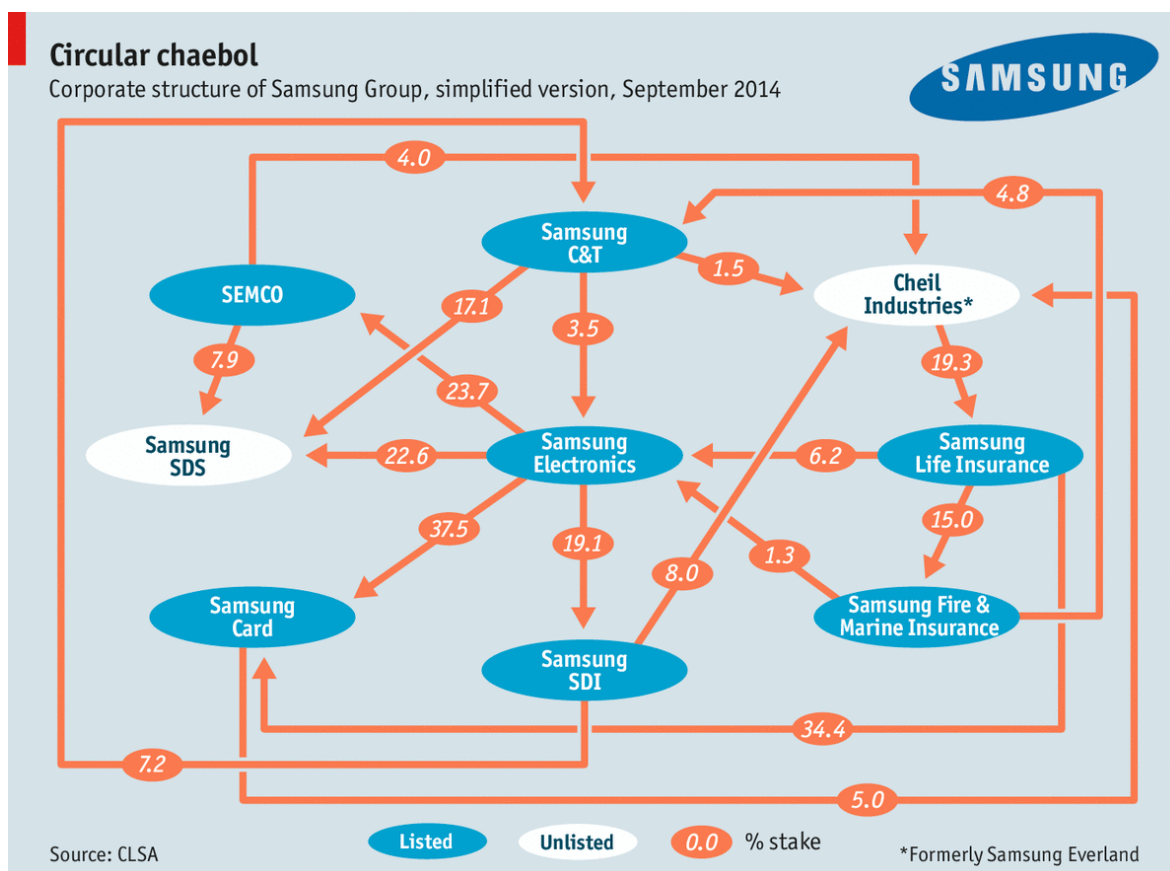 Circular chaebol
Corporate structure of Samsung Group, simplified version, September 2014
SAMSUNG
4.0
4.8
Samsung
C&T
1.5
SEMCO
Cheil
Industries*
17.1
3.5
7.9
19.3
23.7
Samsung
SDS
22.6
Samsung
Electronics
6.2
Samsung
Life Insurance
37.5
19.1
15.0
8.0
1.3
Samsung
Card
Samsung Fire &
Marine Insurance
Samsung
SDI
34.4
7.2
5.0
Listed
Unlisted
0.0
% stake
Source: CLSA
*Formerly Samsung Everland